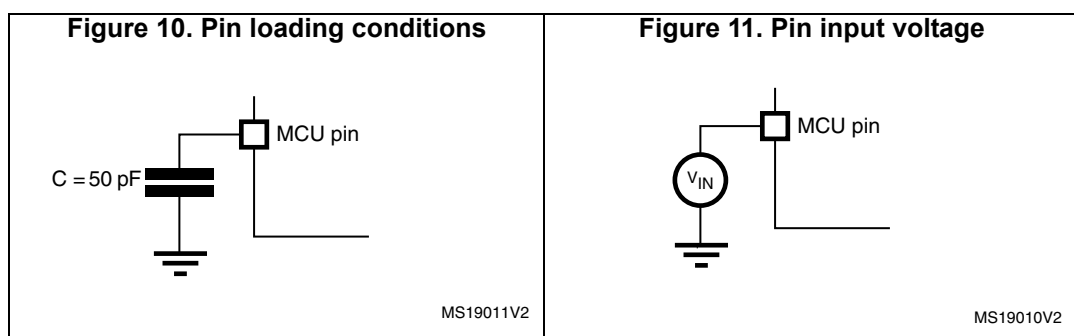 Figure 10. Pin loading conditions
MCU pin
C = 50 pF
MS19011V2
Figure 11. Pin input voltage
MCU pin
VIN
MS19010V2